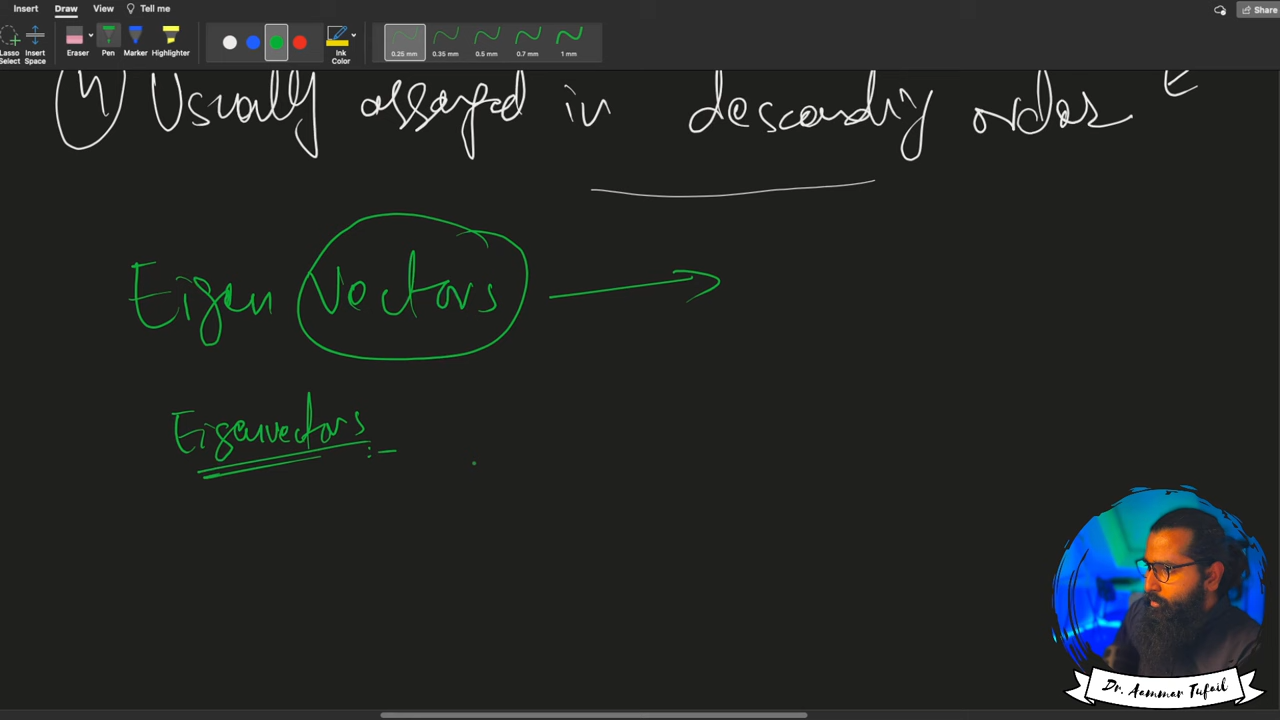 Insert Draw View Tell me
Share
Lasso Select
Insert Space
Eraser
Pen
Marker
Highlighter
Ink Color
0.25 mm
0.35 mm
0.5 mm
0.7 mm
1 mm
Usually arranged in descending order
Eigen Vectors
Eigenvectors :-
Dr. Aammar Tufail